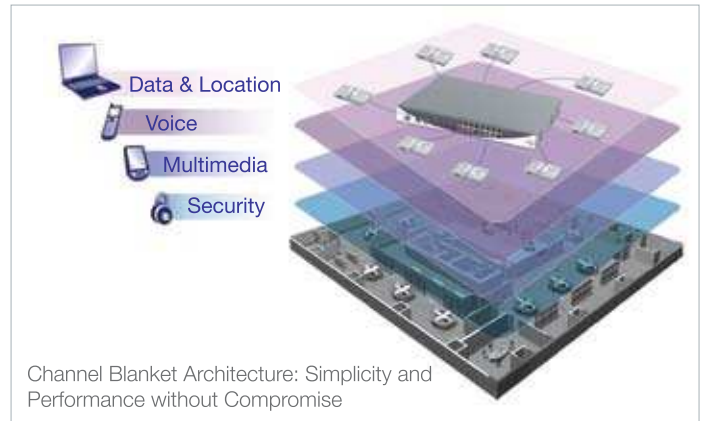 Data & Location
Voice
Multimedia
Security
Channel Blanket Architecture: Simplicity and
Performance without Compromise